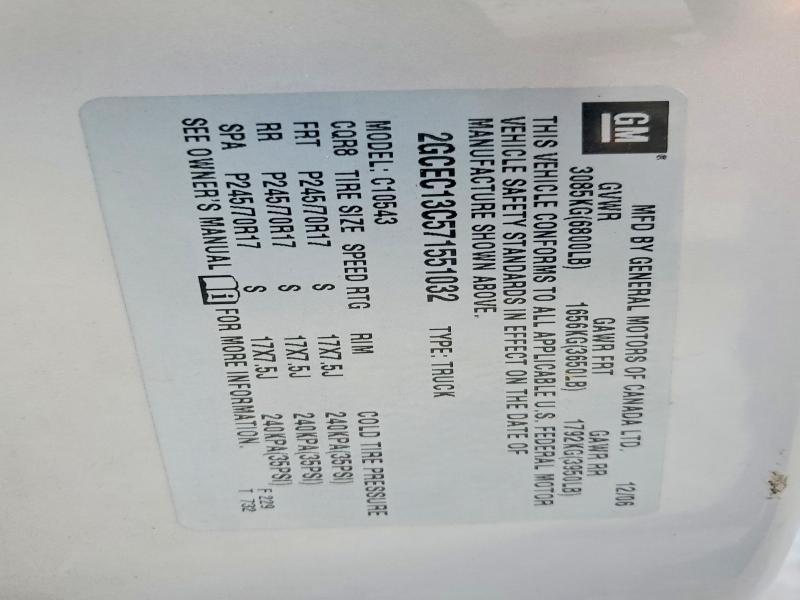 GM®
MFD BY GENERAL MOTORS OF CANADA LTD. 12/06
GVWR GAWR FRT GAWR RR
3085KG(6800LB) 1656KG(3650LB) 1792KG(3950LB)
THIS VEHICLE CONFORMS TO ALL APPLICABLE U.S. FEDERAL MOTOR
VEHICLE SAFETY STANDARDS IN EFFECT ON THE DATE OF
MANUFACTURE SHOWN ABOVE.
2GCEC13C571551032 TYPE: TRUCK
MODEL: C10543
CQR8 TIRE SIZE SPEED RTG RIM COLD TIRE PRESSURE
FRT P245/70R17 S 17X7.5J 240KPA(35PSI)
RR P245/70R17 S 17X7.5J 240KPA(35PSI)
SPA P245/70R17 S 17X7.5J 240KPA(35PSI)
SEE OWNER'S MANUAL i FOR MORE INFORMATION.
F 229
T 732